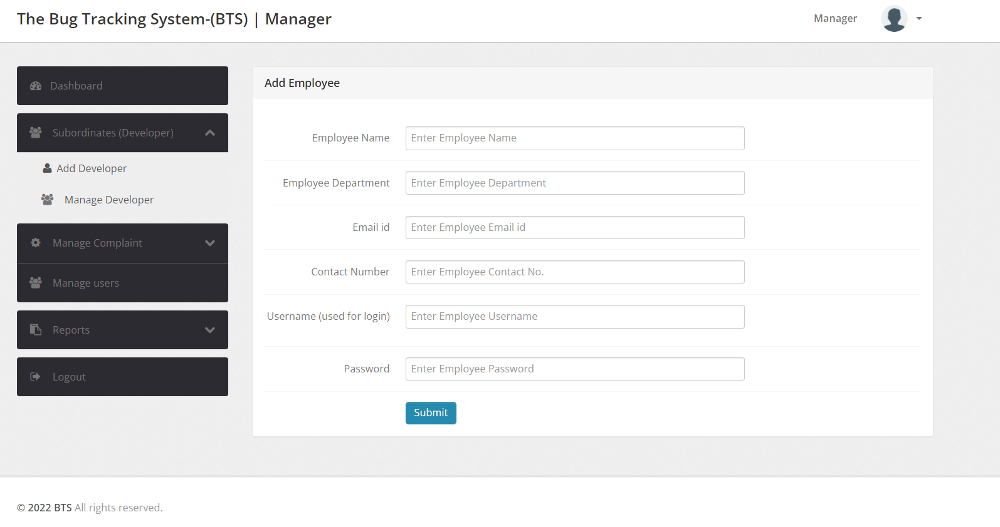 The Bug Tracking System-(BTS) | Manager
Manager
Dashboard
Subordinates (Developer)
Add Developer
Manage Developer
Manage Complaint
Manage users
Reports
Logout
Add Employee
Employee Name
Enter Employee Name
Employee Department
Enter Employee Department
Email id
Enter Employee Email id
Contact Number
Enter Employee Contact No.
Username (used for login)
Enter Employee Username
Password
Enter Employee Password
Submit
© 2022 BTS All rights reserved.